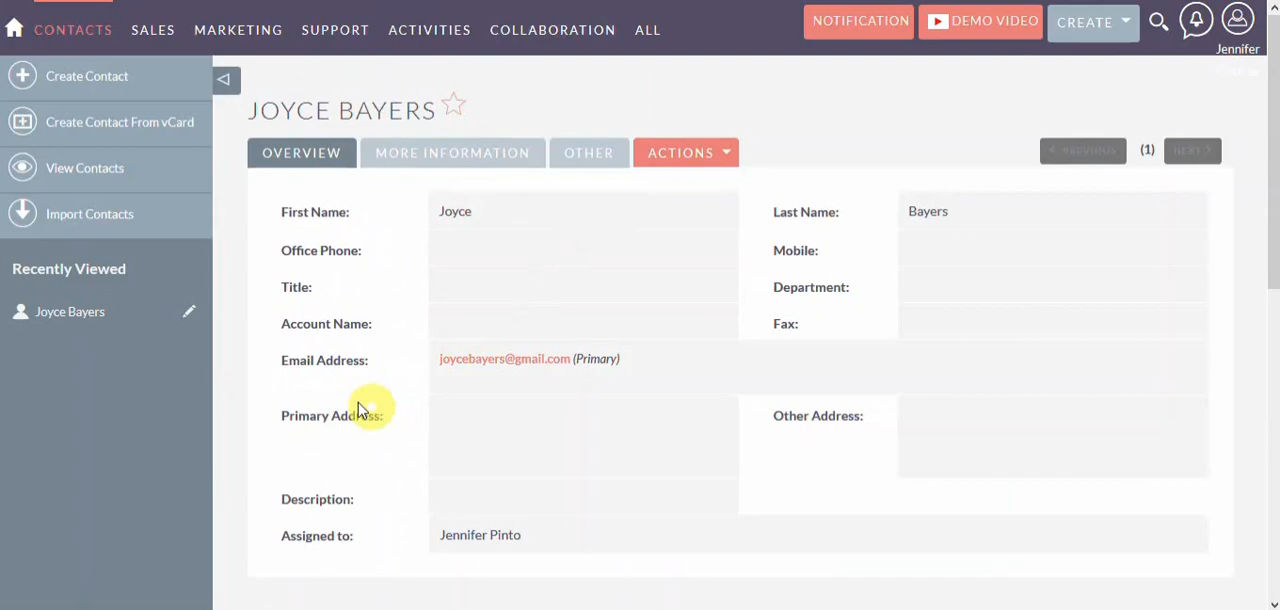 CONTACTS SALES MARKETING SUPPORT ACTIVITIES COLLABORATION ALL NOTIFICATION DEMO VIDEO CREATE
Jennifer
Create Contact
Create Contact From vCard
View Contacts
Import Contacts
Recently Viewed
Joyce Bayers
JOYCE BAYERS
OVERVIEW MORE INFORMATION OTHER ACTIONS PREVIOUS (1) NEXT
First Name: Joyce Last Name: Bayers
Office Phone: Mobile:
Title: Department:
Account Name: Fax:
Email Address: joycebayers@gmail.com (Primary)
Primary Address: Other Address:
Description:
Assigned to: Jennifer Pinto